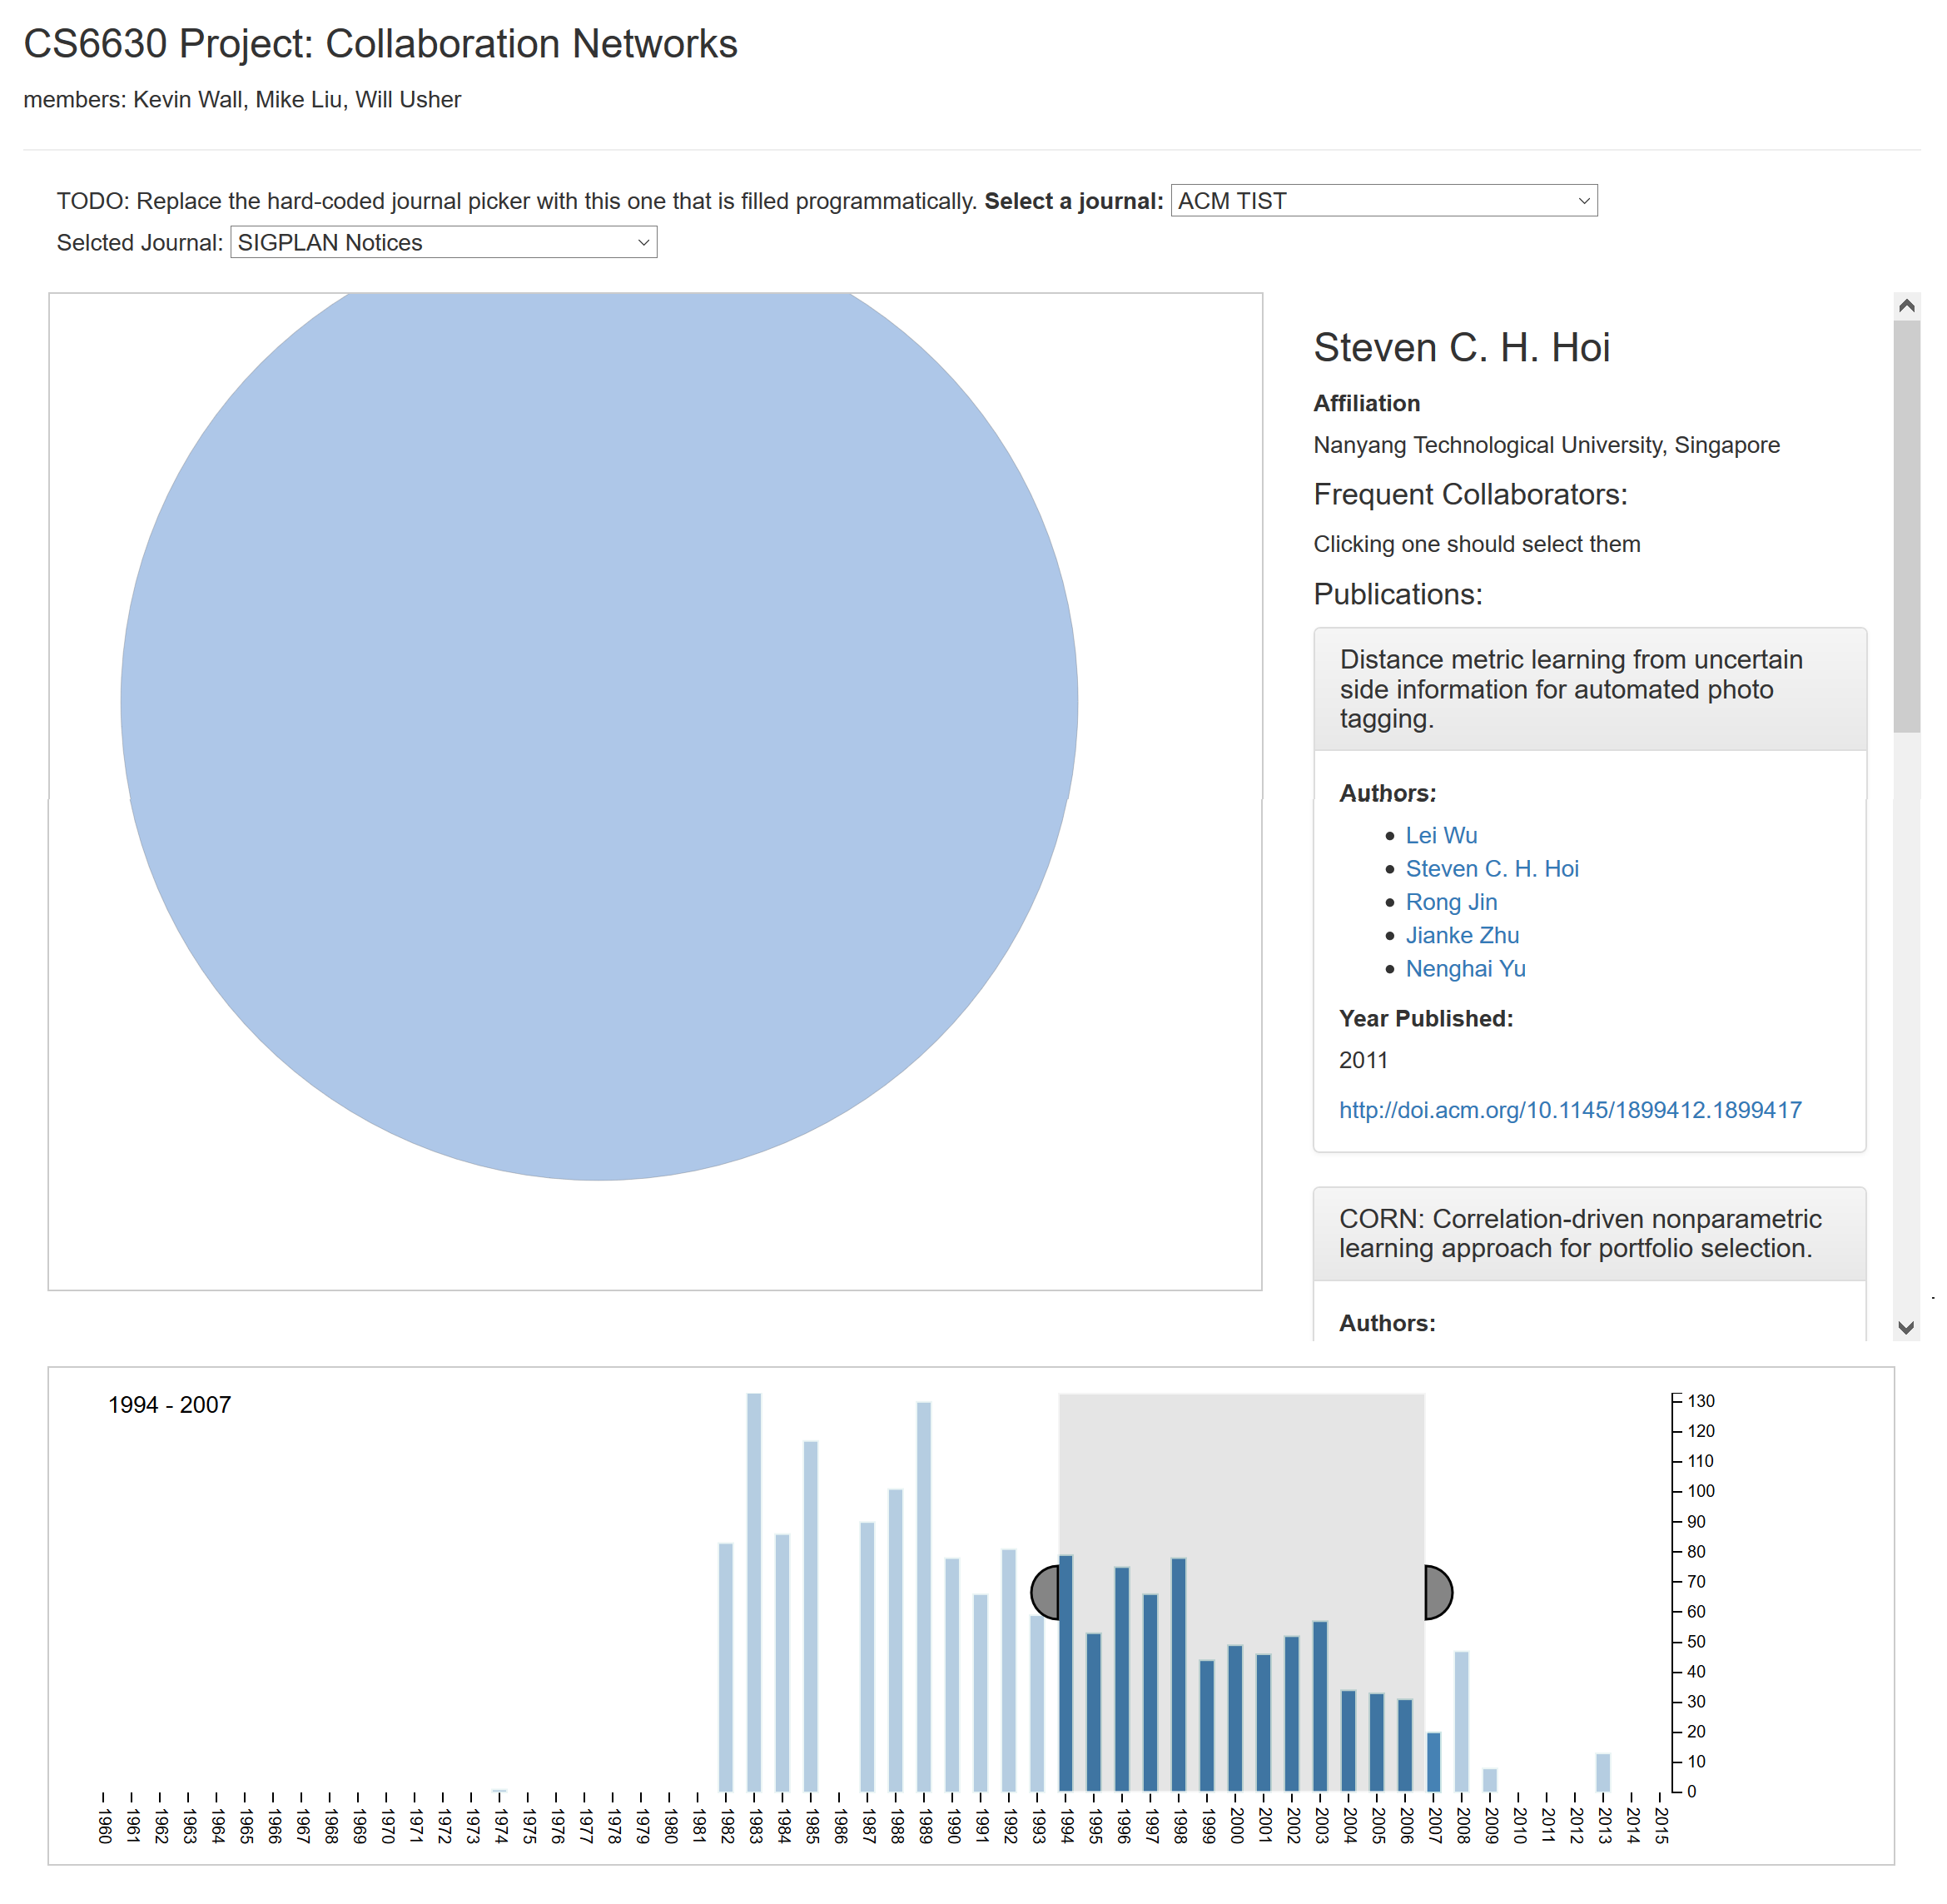 CS6630 Project: Collaboration Networks
members: Kevin Wall, Mike Liu, Will Usher
TODO: Replace the hard-coded journal picker with this one that is filled programmatically. Select a journal: ACM TIST
Selcted Journal: SIGPLAN Notices
Steven C. H. Hoi
Affiliation
Nanyang Technological University, Singapore
Frequent Collaborators:
Clicking one should select them
Publications:
Distance metric learning from uncertain
side information for automated photo
tagging.
Authors:
Lei Wu
Steven C. H. Hoi
Rong Jin
Jianke Zhu
Nenghai Yu
Year Published:
2011
http://doi.acm.org/10.1145/1899412.1899417
CORN: Correlation-driven nonparametric
learning approach for portfolio selection.
Authors:
1994 - 2007
130
120
110
100
90
80
70
60
50
40
30
20
10
0
1960 1961 1962 1963 1964 1965 1966 1967 1968 1969 1970 1971 1972 1973 1974 1975 1976 1977 1978 1979 1980 1981 1982 1983 1984 1985 1986 1987 1988 1989 1990 1991 1992 1993 1994 1995 1996 1997 1998 1999 2000 2001 2002 2003 2004 2005 2006 2007 2008 2009 2010 2011 2012 2013 2014 2015